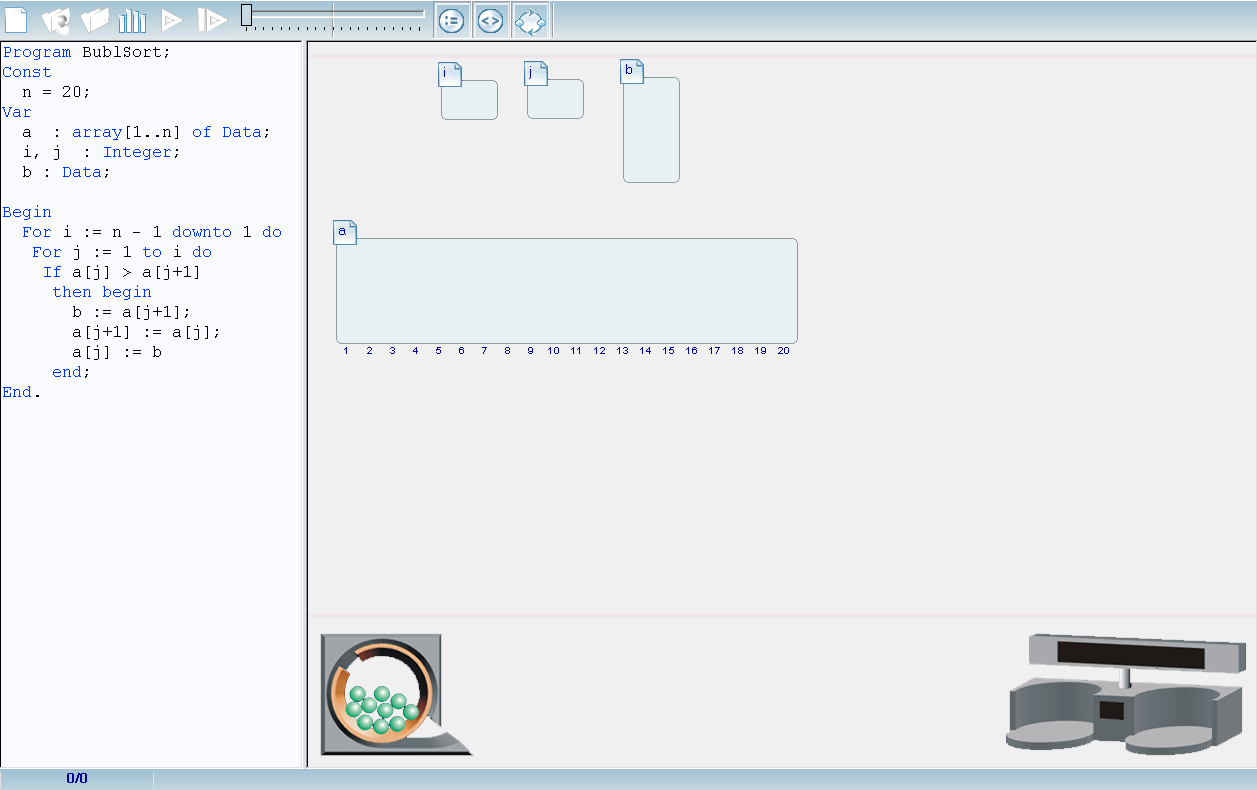 Program BublSort;
Const
  n = 20;
Var
  a  : array[1..n] of Data;
  i, j  : Integer;
  b : Data;
Begin
  For i := n - 1 downto 1 do
   For j := 1 to i do
    If a[j] > a[j+1]
     then begin
       b := a[j+1];
       a[j+1] := a[j];
       a[j] := b
     end;
End.
:= <>
i j b
a
1 2 3 4 5 6 7 8 9 10 11 12 13 14 15 16 17 18 19 20
0/0